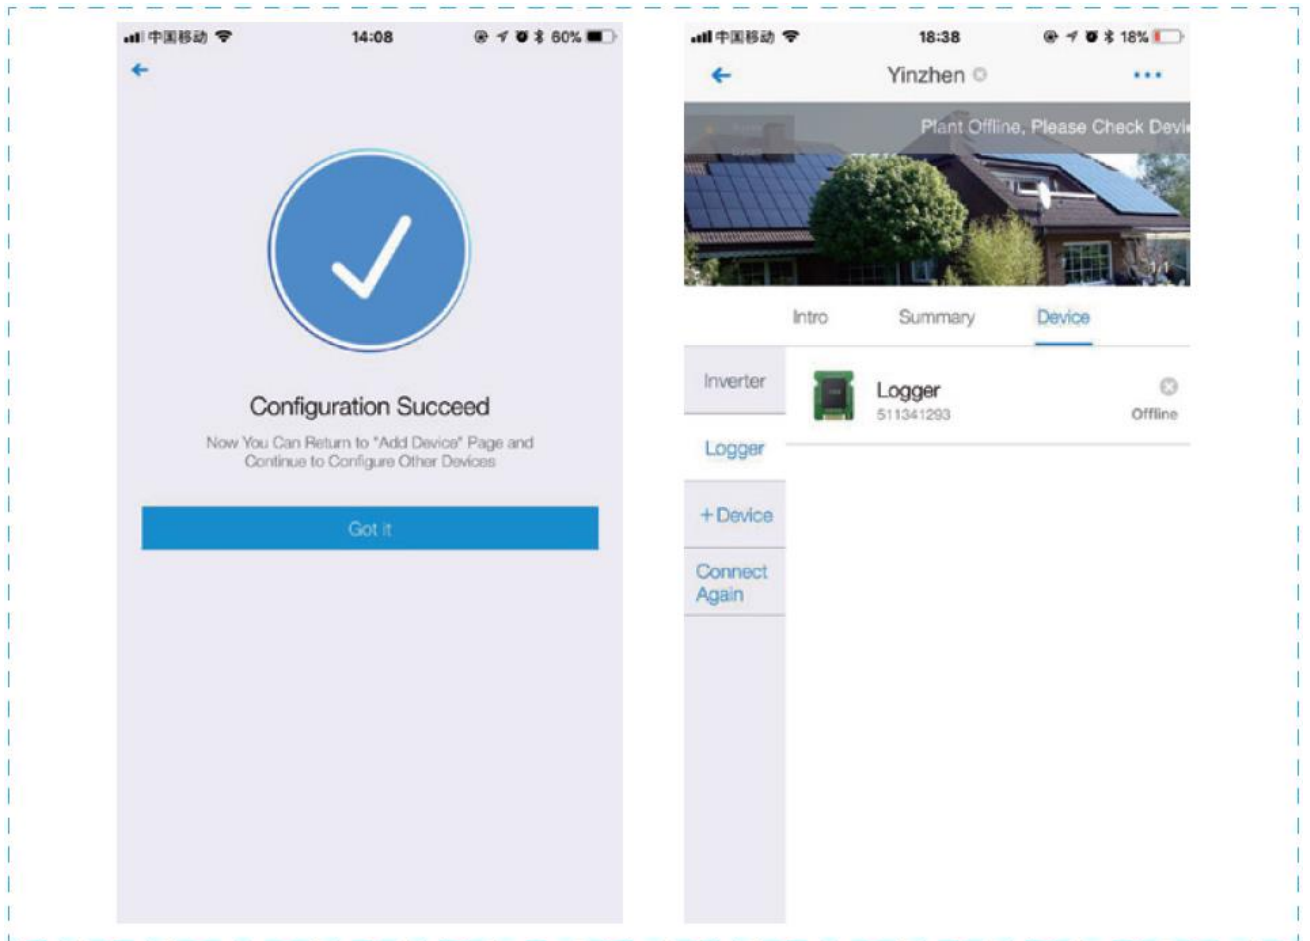 中国移动 14:08 60%
Configuration Succeed
Now You Can Return to "Add Device" Page and
Continue to Configure Other Devices
Got it
中国移动 18:38 18%
Yinzhen
Plant Offline, Please Check Devi
Intro Summary Device
Inverter
Logger
511341293
Offline
Logger
+Device
Connect
Again